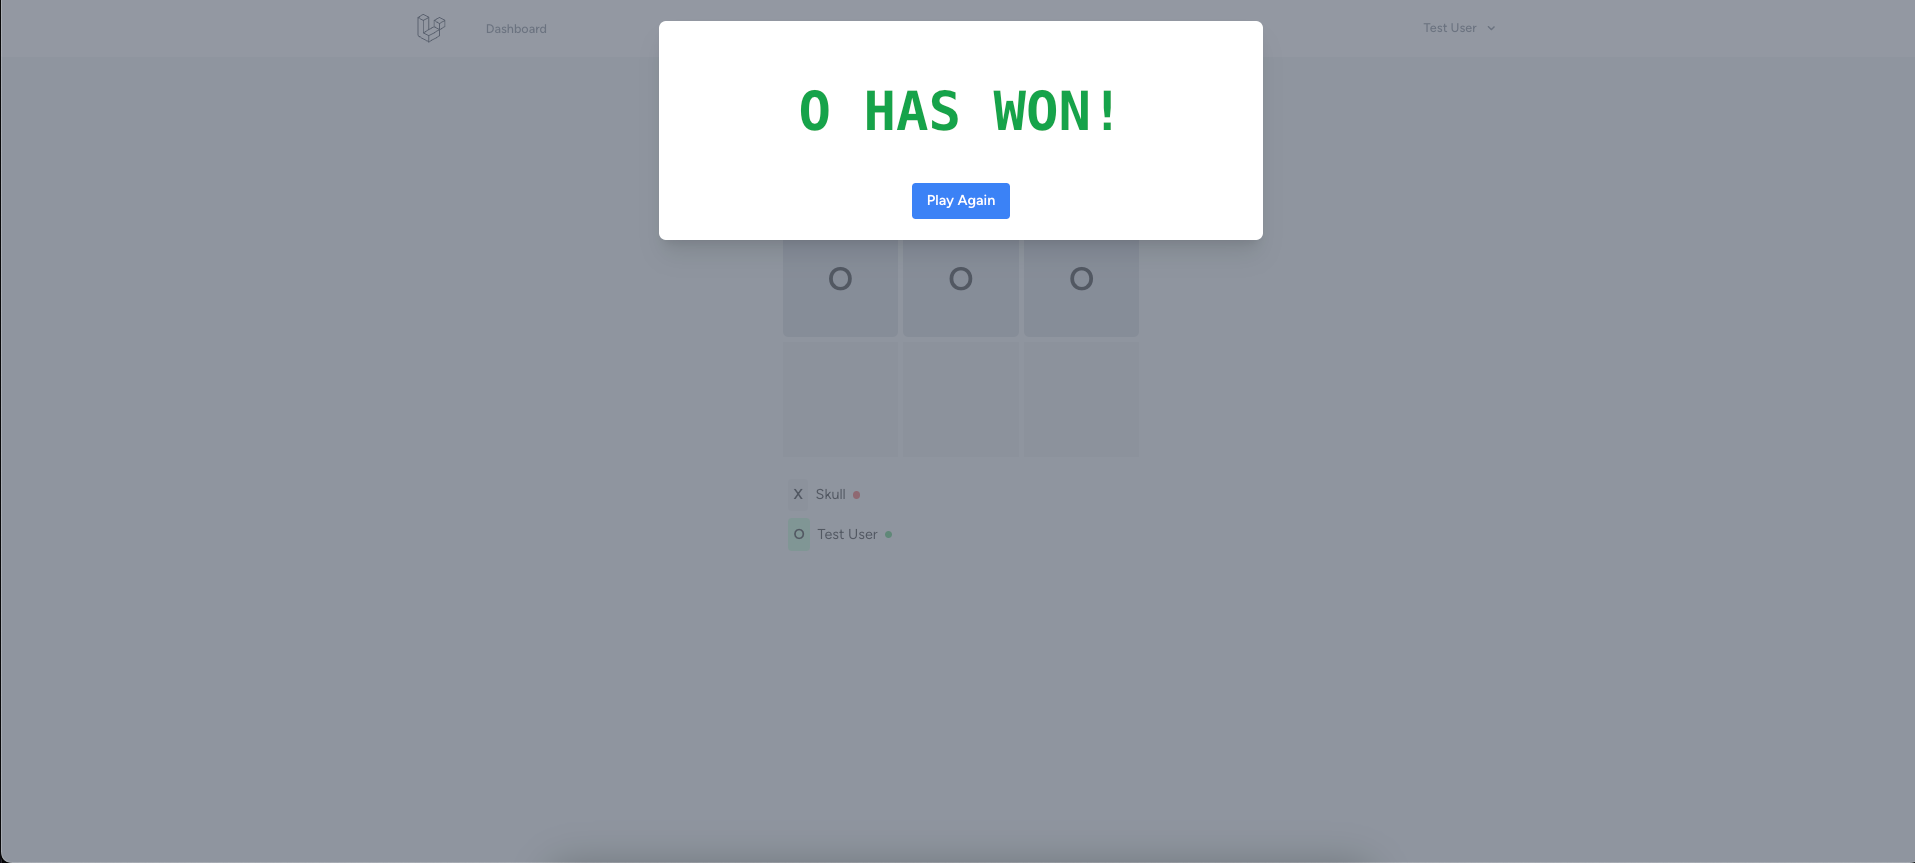 Dashboard
Test User
O HAS WON!
Play Again
O O O
X Skull
O Test User